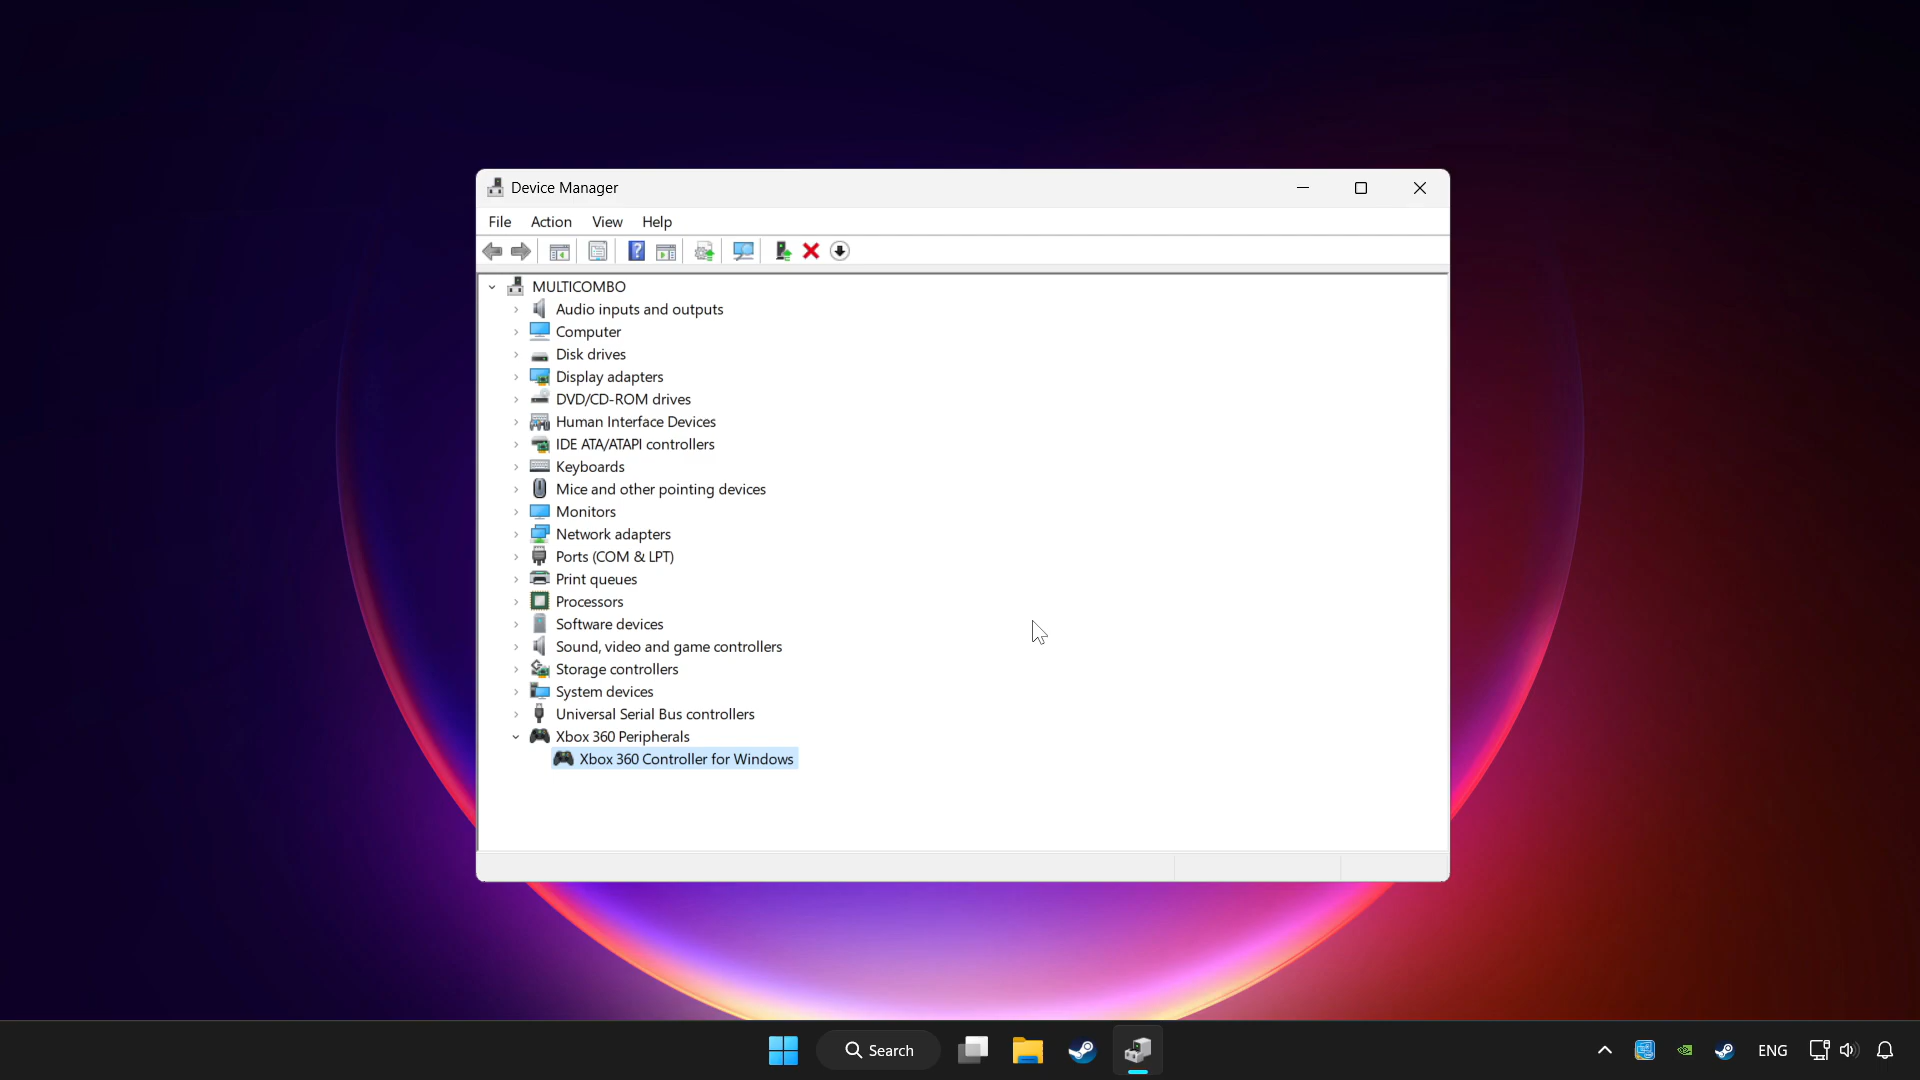 Device Manager
File Action View Help
MULTICOMBO
Audio inputs and outputs
Computer
Disk drives
Display adapters
DVD/CD-ROM drives
Human Interface Devices
IDE ATA/ATAPI controllers
Keyboards
Mice and other pointing devices
Monitors
Network adapters
Ports (COM & LPT)
Print queues
Processors
Software devices
Sound, video and game controllers
Storage controllers
System devices
Universal Serial Bus controllers
Xbox 360 Peripherals
Xbox 360 Controller for Windows
Search
ENG